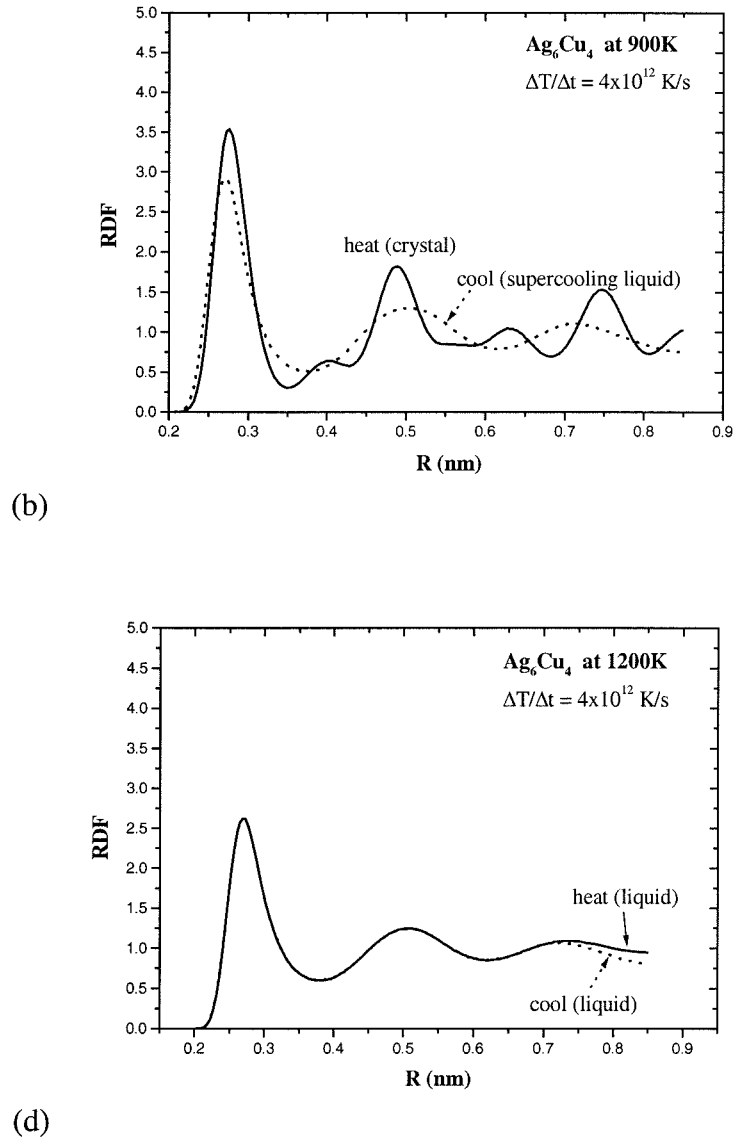 5.0
4.5
4.0
3.5
3.0
2.5
2.0
1.5
1.0
0.5
0.0
RDF
Ag₆Cu₄ at 900K
ΔT/Δt = 4x10¹² K/s
heat (crystal)
cool (supercooling liquid)
0.2 0.3 0.4 0.5 0.6 0.7 0.8 0.9
R (nm)
(b)
5.0
4.5
4.0
3.5
3.0
2.5
2.0
1.5
1.0
0.5
0.0
RDF
Ag₆Cu₄ at 1200K
ΔT/Δt = 4x10¹² K/s
heat (liquid)
cool (liquid)
0.2 0.3 0.4 0.5 0.6 0.7 0.8 0.9
R (nm)
(d)